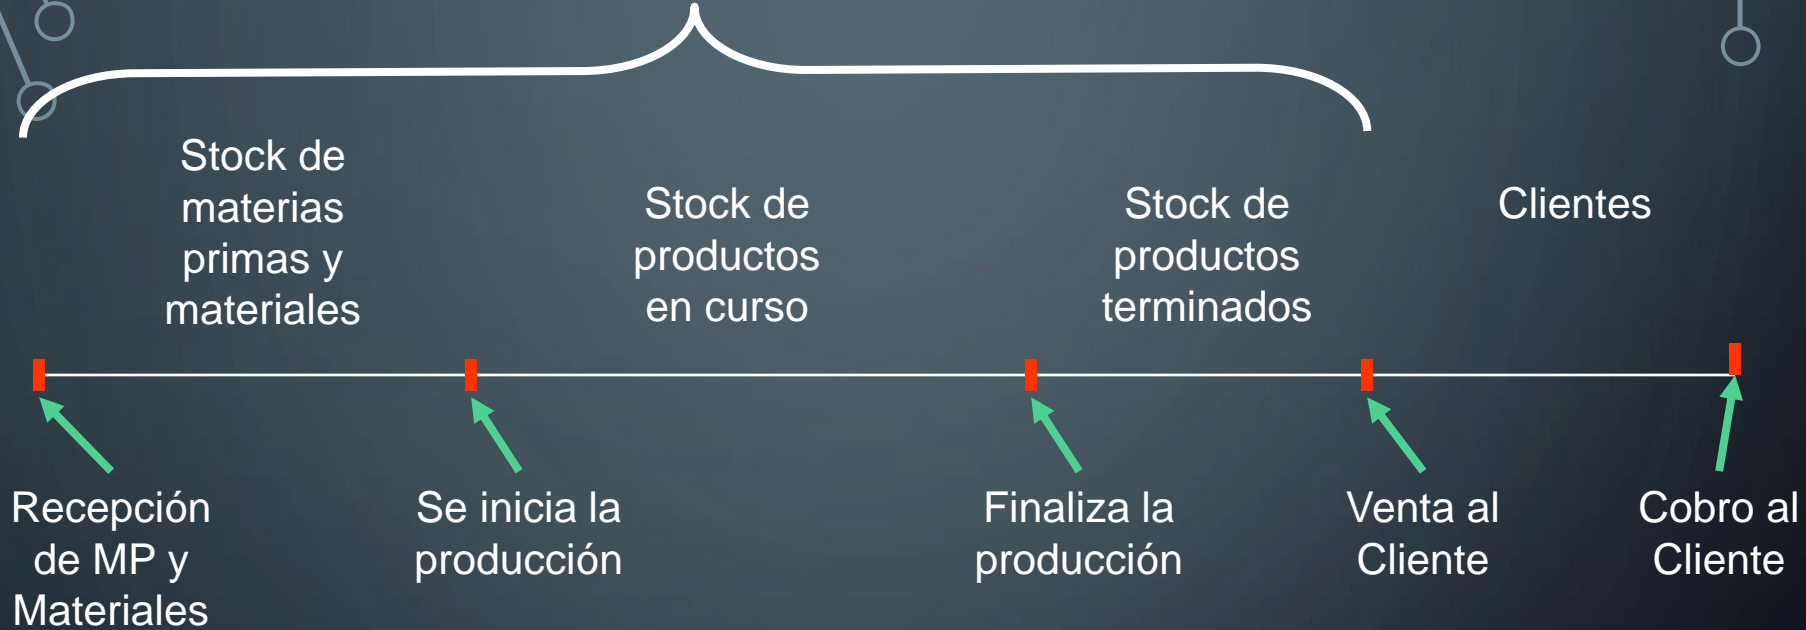 Stock de
materias
primas y
materiales
Stock de
productos
en curso
Stock de
productos
terminados
Clientes
Recepción
de MP y
Materiales
Se inicia la
producción
Finaliza la
producción
Venta al
Cliente
Cobro al
Cliente